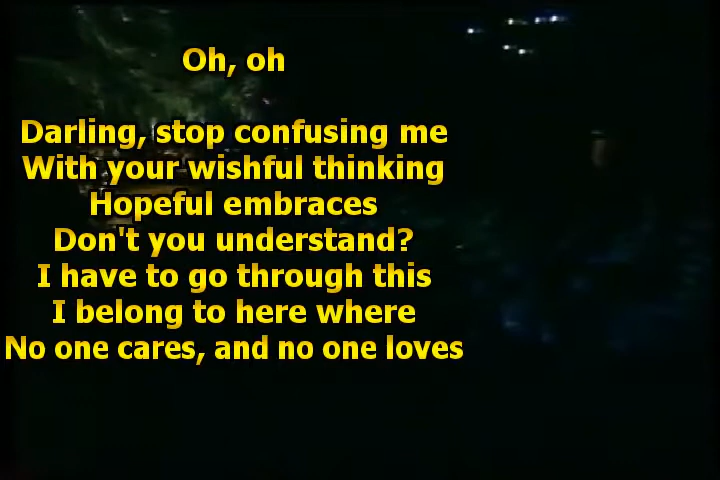 Oh, oh
Darling, stop confusing me
With your wishful thinking
Hopeful embraces
Don't you understand?
I have to go through this
I belong to here where
No one cares, and no one loves